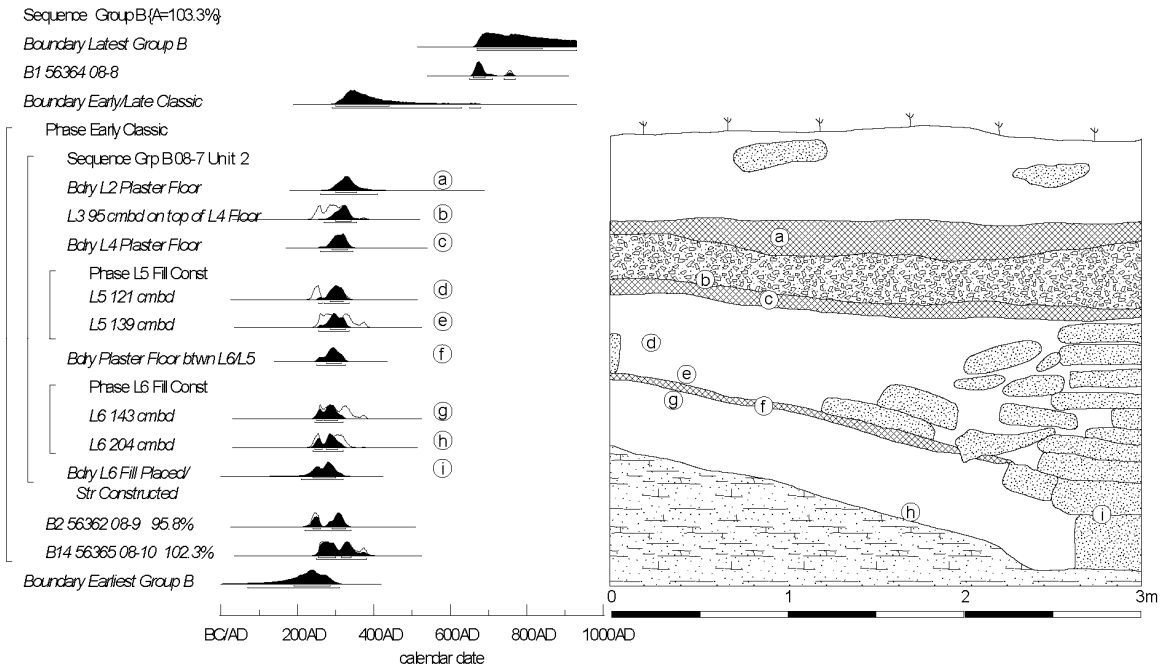 Sequence Group B {A=103.3%}
Boundary Latest Group B
B1 56364 08-8
Boundary Early/Late Classic
Phase Early Classic
Sequence Grp B 08-7 Unit 2
Bdry L2 Plaster Floor a
L3 95 cmbd on top of L4 Floor b
Bdry L4 Plaster Floor c
Phase L5 Fill Const
L5 121 cmbd d
L5 139 cmbd e
Bdry Plaster Floor btwn L6/L5 f
Phase L6 Fill Const
L6 143 cmbd g
L6 204 cmbd h
Bdry L6 Fill Placed/ i
Str Constructed
B2 56362 08-9 95.8%
B14 56365 08-10 102.3%
Boundary Earliest Group B
BC/AD 200AD 400AD 600AD 800AD 1000AD
calendar date
a
b
c
d
e
g
f
h
i
0 1 2 3m